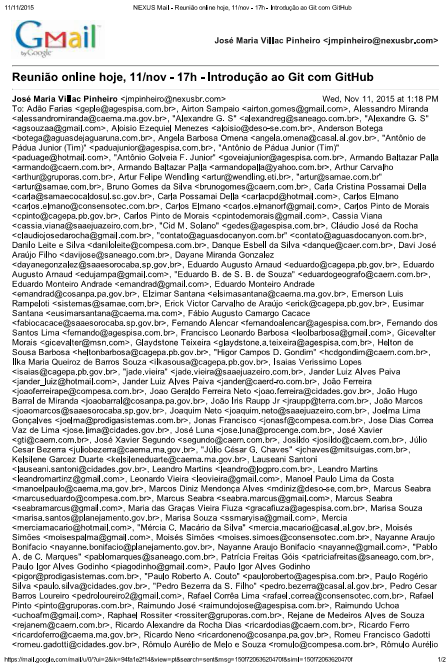 11/11/2015 NEXUS Mail - Reunião online hoje, 11/nov - 17h - Introdução ao Git com GitHub
Gmail
by Google
José Maria Villac Pinheiro <jmpinheiro@nexusbr.com>
Reunião online hoje, 11/nov - 17h - Introdução ao Git com GitHub
José Maria Villac Pinheiro <jmpinheiro@nexusbr.com> Wed, Nov 11, 2015 at 1:18 PM
To: Adão Farias <geple@agespisa.com.br>, Airton Sampaio <airton.gomes@gmail.com>, Alessandro Miranda
<alessandromiranda@caema.ma.gov.br>, "Alexandre G. S" <alexandreg@saneago.com.br>, "Alexandre G. S"
<agsouzaa@gmail.com>, Aloisio Ezequiel Menezes <aloisio@deso-se.com.br>, Anderson Botega
<botega@aguasdejaguaruna.com.br>, Angela Barbosa Omena <angela.omena@casal.al.gov.br>, "Antônio de
Pádua Junior (Tim)" <paduajunior@agespisa.com.br>, "Antônio de Pádua Junior (Tim)"
<paduage@hotmail.com>, "Antônio Golveia F. Junior" <goveiajunior@agespisa.com.br>, Armando Baltazar Palla
<armando@caern.com.br>, Armando Baltazar Palla <armandopalla@yahoo.com.br>, Arthur Carvalho
<arthur@gruporas.com.br>, Artur Felipe Wending <artur@wending.eti.br>, "artur@samae.com.br"
<artur@samae.com.br>, Bruno Gomes da Silva <brunogomes@caern.com.br>, Carla Cristina Possamai Della
<carla@samaecocaldosul.sc.gov.br>, Carla Possamai Della <carlacpd@hotmail.com>, Carlos Elmano
<carlos.elmano@consensotec.com.br>, Carlos Elmano <carlos.elmanorf@gmail.com>, Carlos Pinto de Morais
<cpinto@cagepa.pb.gov.br>, Carlos Pinto de Morais <cpintodemorais@gmail.com>, Cassia Viana
<cassia.viana@saaejuazeiro.com.br>, "Cid M. Solano" <gedes@agespisa.com.br>, Cláudio José da Rocha
<claudiojosedarocha@gmail.com>, "contato@aguasdocanyon.com.br" <contato@aguasdocanyon.com.br>,
Danilo Leite e Silva <daniloleite@compesa.com.br>, Danque Esbell da Silva <danque@caer.com.br>, Davi José
Araújo Filho <davijose@saneago.com.br>, Dayane Miranda Gonzalez
<dayanegonzalez@saaesorocaba.sp.gov.br>, Eduardo Augusto Amaud <eduardo@cagepa.pb.gov.br>, Eduardo
Augusto Amaud <edujampa@gmail.com>, "Eduardo B. de S. B. de Souza" <eduardogeografo@caern.com.br>,
Eduardo Monteiro Andrade <emandrad@gmail.com>, Eduardo Monteiro Andrade
<emandrad@cosanpa.pa.gov.br>, Elzimar Santana <elsimasantana@caema.ma.gov.br>, Emerson Luis
Rampeloti <sistemas@samae.com.br>, Erick Victor Carvalho de Araújo <erick@cagepa.pb.gov.br>, Eusimar
Santana <eusimarsantana@caema.ma.com.br>, Fábio Augusto Camargo Cacace
<fabiocacace@saaesorocaba.sp.gov.br>, Fernando Alencar <fernandoalencar@agespisa.com.br>, Fernando dos
Santos Lima <fernando@agespisa.com.br>, Francisco Leonardo Barbosa <leolbarbosa@gmail.com>, Gicevalter
Morais <gicevalter@msn.com>, Glaydstone Teixeira <glaydstone.a.teixeira@agespisa.com.br>, Helton de
Sousa Barbosa <heltonbarbosa@cagepa.pb.gov.br>, "Higor Campos D. Gondim" <hcdgondim@caern.com.br>,
Ilka Maria Queiroz de Barros Souza <ilkasousa@cagepa.pb.gov.br>, Isaias Verissimo Lopes
<isaias@cagepa.pb.gov.br>, "jade.vieira" <jade.vieira@saaejuazeiro.com.br>, Jander Luiz Alves Paiva
<jander_luiz@hotmail.com>, Jander Luiz Alves Paiva <jander@caerd-ro.com.br>, João Ferreira
<joaoferreirape@compesa.com.br>, Joao Geraldo Ferreira Neto <joao.ferreira@cidades.gov.br>, João Hugo
Barral de Miranda <joaobarral@cosanpa.pa.gov.br>, João Iris Raupp Jr <jraupp@terra.com.br>, João Marcos
<joaomarcos@saaesorocaba.sp.gov.br>, Joaquim Neto <joaquim.neto@saaejuazeiro.com.br>, Joelma Lima
Gonçalves <joelma@prodigasistemas.com.br>, Jonas Francisco <jonasf@compesa.com.br>, Jose Dias Correa
Vaz de Lima <jose.lima@cidades.gov.br>, José Luna <jose.luna@procenge.com.br>, José Xavier
<gti@caern.com.br>, José Xavier Segundo <segundo@caern.com.br>, Josildo <josildo@caern.com.br>, Júlio
César Bezerra <juliobezerra@caema.ma.gov.br>, "Júlio César G. Chaves" <jchaves@mitsuigas.com.br>,
Kelsilene Garcez Duarte <kelsileneduarte@caema.ma.gov.br>, Lauseani Santoni
<lauseani.santoni@cidades.gov.br>, Leandro Martins <leandro@logpro.com.br>, Leandro Martins
<leandromartinz@gmail.com>, Leonardo Vieira <leovieira@gmail.com>, Manoel Paulo Lima da Costa
<manoelpaulo@caema.ma.gov.br>, Marcos Diniz Mendonça Alves <mdiniz@deso-se.com.br>, Marcus Seabra
<marcuseduardo@compesa.com.br>, Marcus Seabra <seabra.marcus@gmail.com>, Marcus Seabra
<seabramarcus@gmail.com>, Maria das Graças Vieira Fiuza <gracafiuza@agespisa.com.br>, Marisa Souza
<marisa.santos@planejamento.gov.br>, Marisa Souza <ssmaryisa@gmail.com>, Mercia
<merciamacario@hotmail.com>, "Mércia C. Macário da Silva" <mercia.macario@casal.al.gov.br>, Moisés
Simões <moisespalma@gmail.com>, Moisés Simões <moises.simoes@consensotec.com.br>, Nayanne Araujo
Bonifacio <nayanne.bonifacio@planejamento.gov.br>, Nayanne Araujo Bonifacio <nayanne@gmail.com>, "Pablo
A. de C. Marques" <pablomarques@saneago.com.br>, Patrícia Freitas Góis <patriciafreitas@saneago.com.br>,
Paulo Igor Alves Godinho <piagodinho@gmail.com>, Paulo Igor Alves Godinho
<pigor@prodigasistemas.com.br>, "Paulo Roberto A. Couto" <pauloroberto@agespisa.com.br>, Paulo Rogério
Silva <paulo.silva@cidades.gov.br>, "Pedro Bezerra da S. Filho" <pedro.bezerra@casal.al.gov.br>, Pedro Cesar
Barros Loureiro <pedroloureiro2@gmail.com>, Rafael Corrêa Lima <rafael.correa@consensotec.com.br>, Rafael
Pinto <pinto@gruporas.com.br>, Raimundo José <raimundojose@agespisa.com.br>, Raimundo Uchoa
<uchoafm@gmail.com>, Raphael Rossiter <rossiter@gruporas.com.br>, Rejane de Medeiros Alves de Souza
<rejanem@caern.com.br>, Ricardo Alexandre da Rocha Dias <ricardodias@caern.com.br>, Ricardo Ferro
<ricardoferro@caema.ma.gov.br>, Ricardo Neno <ricardoneno@cosanpa.pa.gov.br>, Romeu Francisco Gadotti
<romeu.gadotti@cidades.gov.br>, Rômulo Aurélio de Melo e Souza <romulo@compesa.com.br>, Rômulo Aurélio
https://mail.google.com/mail/u/0/?ui=2&ik=94fa1e2f14&view=pt&search=sent&msg=150f72063620470f&siml=150f72063620470f 1/2